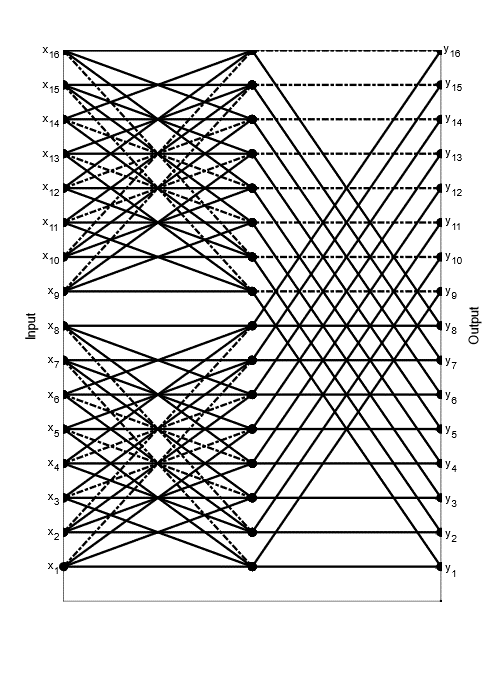 x16 y16
x15 y15
x14 y14
x13 y13
x12 y12
x11 y11
x10 y10
x9 y9
x8 y8
x7 y7
x6 y6
x5 y5
x4 y4
x3 y3
x2 y2
x1 y1
Input
Output